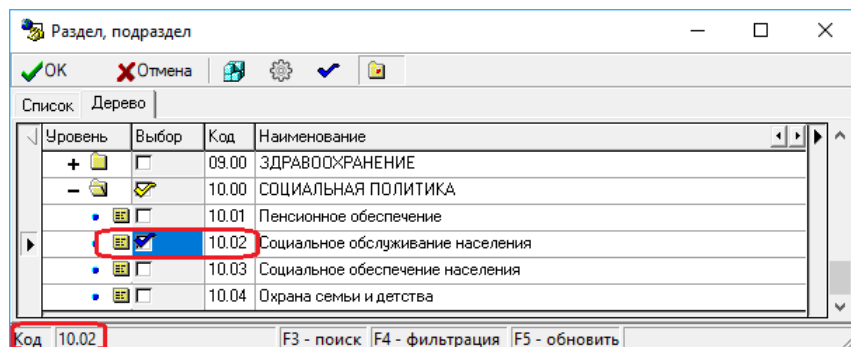 Раздел, подраздел
OK Отмена
Список Дерево
Уровень Выбор Код Наименование
09.00 ЗДРАВООХРАНЕНИЕ
10.00 СОЦИАЛЬНАЯ ПОЛИТИКА
10.01 Пенсионное обеспечение
10.02 Социальное обслуживание населения
10.03 Социальное обеспечение населения
10.04 Охрана семьи и детства
Код 10.02 F3 - поиск F4 - фильтрация F5 - обновить